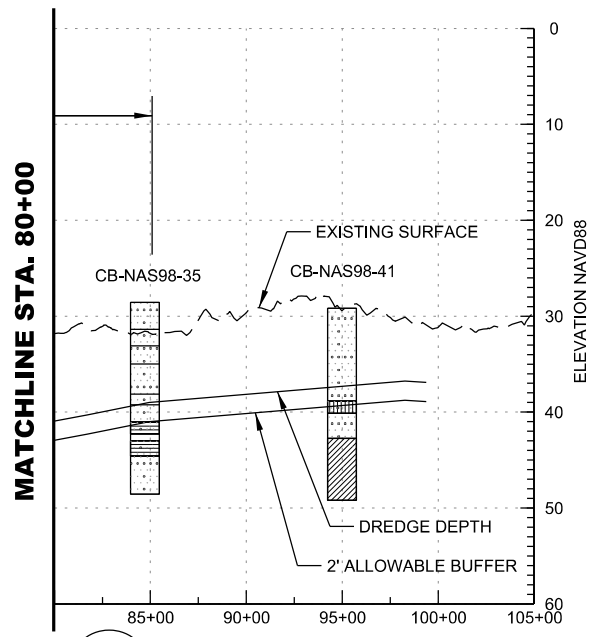 MATCHLINE STA. 80+00
0
10
20
EXISTING SURFACE
CB-NAS98-35
CB-NAS98-41
30
ELEVATION NAVD88
40
50
DREDGE DEPTH
2' ALLOWABLE BUFFER
60
85+00 90+00 95+00 100+00 105+00